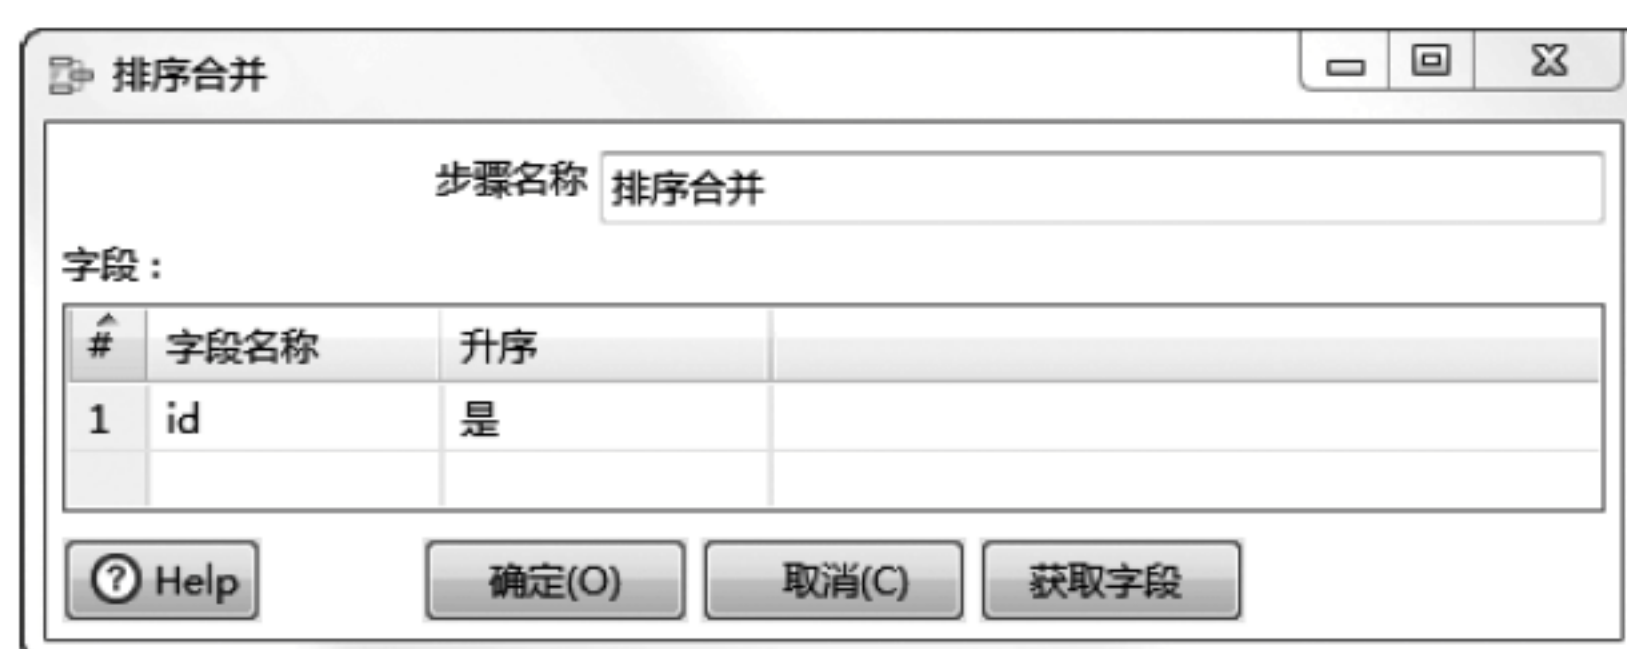 排序合并
步骤名称 排序合并
字段：
# 字段名称 升序
1 id 是
? Help 确定(O) 取消(C) 获取字段